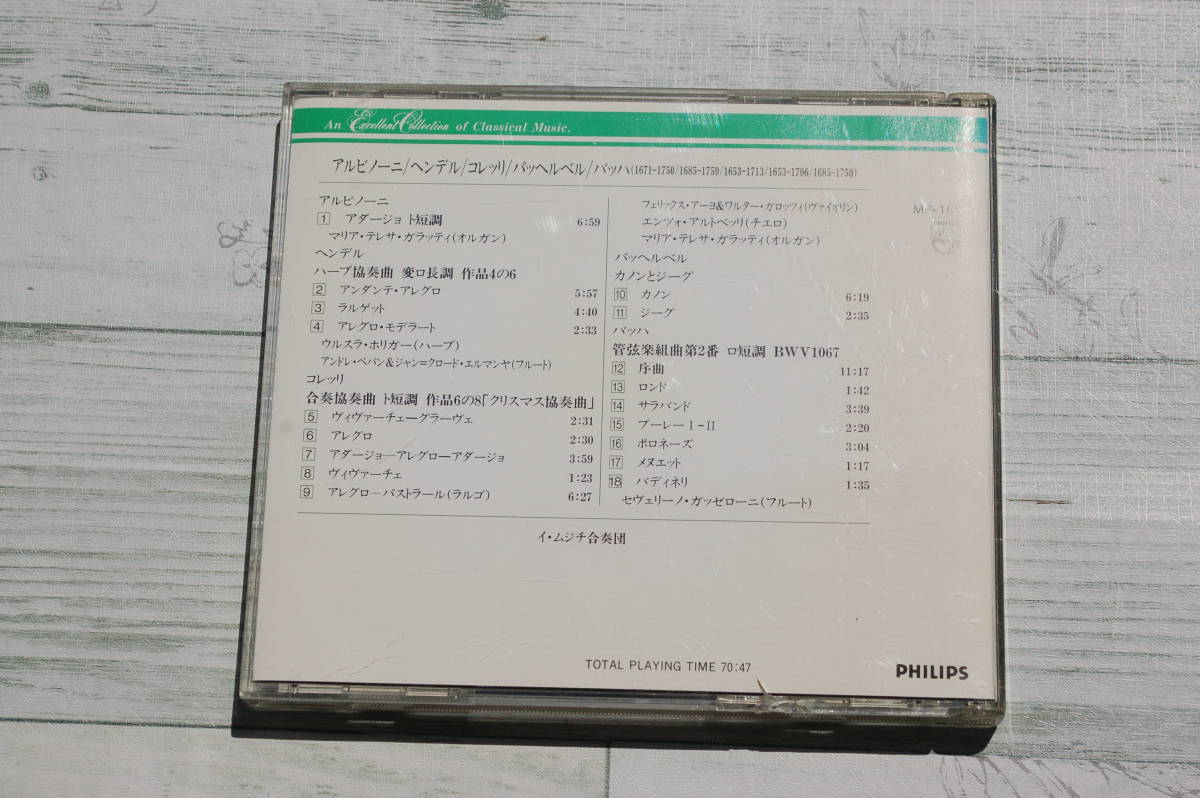 An Excellent Collection of Classical Music.
アルビノーニ/ヘンデル/コレッリ/パッヘルベル/バッハ(1671-1750/1685-1759/1653-1713/1653-1706/1685-1750)
アルビノーニ
1 アダージョ ト短調 6:59
マリア・テレサ・ガラッティ(オルガン)
ヘンデル
ハープ協奏曲 変ロ長調 作品4の6
2 アンダンテ・アレグロ 5:57
3 ラルゲット 4:40
4 アレグロ・モデラート 2:33
ウルスラ・ホリガー(ハープ)
アンドレ・ペパン&ジャン=クロード・エルマンヤ(フルート)
コレッリ
合奏協奏曲 ト短調 作品6の8「クリスマス協奏曲」
5 ヴィヴァーチェーグラーヴェ 2:31
6 アレグロ 2:30
7 アダージョーアレグローアダージョ 3:59
8 ヴィヴァーチェ 1:23
9 アレグローパストラール(ラルゴ) 6:27
フェリックス・アーヨ&ワルター・ガロッツィ(ヴァイオリン)
エンツォ・アルトベッリ(チェロ)
マリア・テレサ・ガラッティ(オルガン)
パッヘルベル
カノンとジーグ
10 カノン 6:19
11 ジーグ 2:35
バッハ
管弦楽組曲第2番 ロ短調 BWV1067
12 序曲 11:17
13 ロンド 1:42
14 サラバンド 3:39
15 ブーレーI-II 2:20
16 ポロネーズ 3:04
17 メヌエット 1:17
18 バディネリ 1:35
セヴェリーノ・ガッゼローニ(フルート)
イ・ムジチ合奏団
TOTAL PLAYING TIME 70:47
PHILIPS